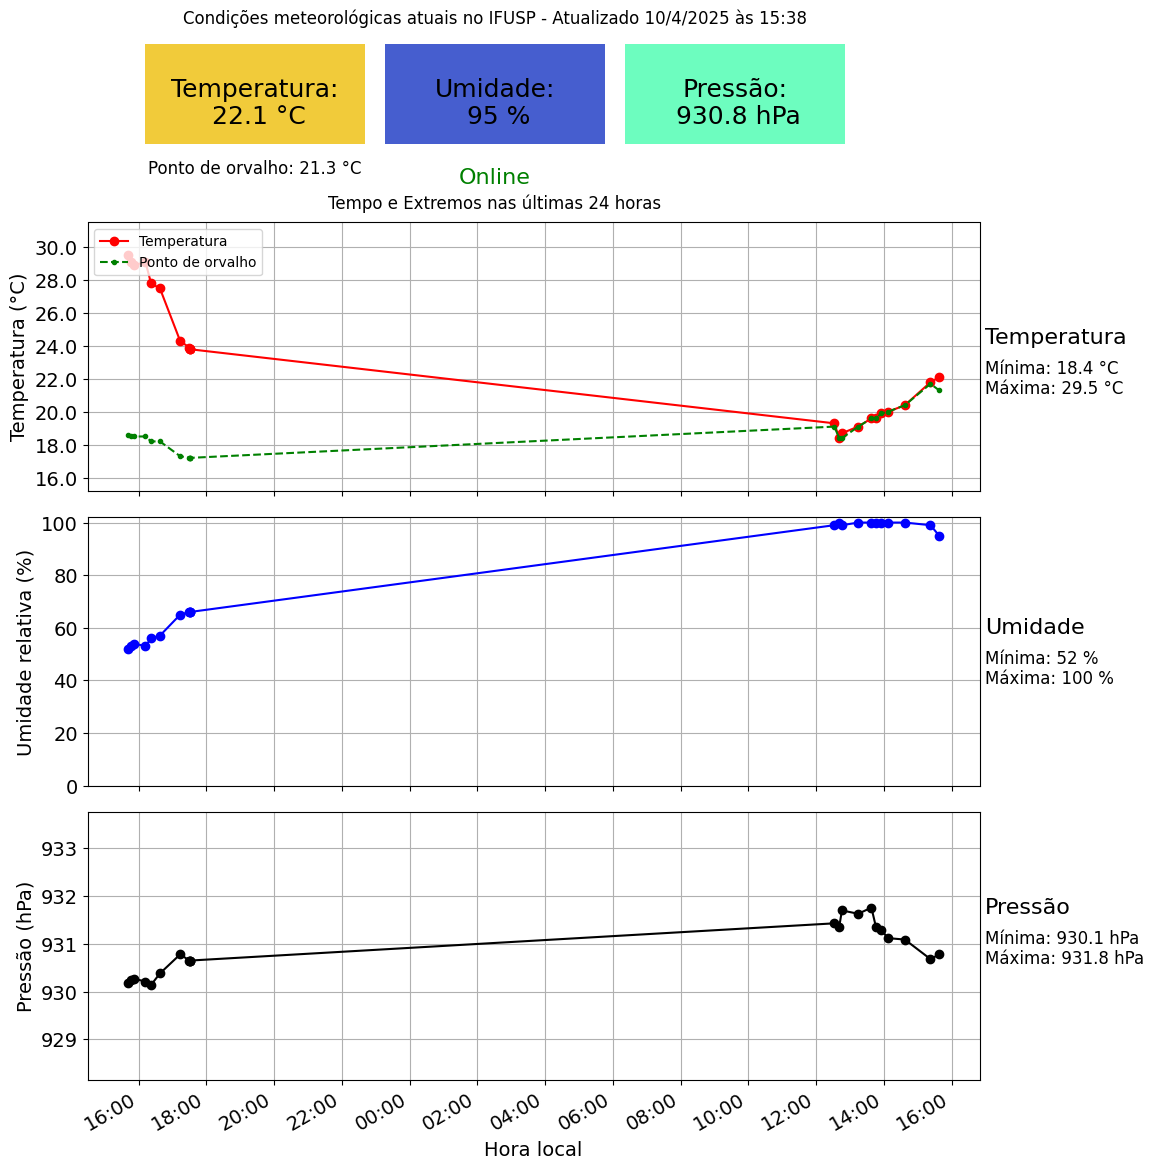 Condições meteorológicas atuais no IFUSP - Atualizado 10/4/2025 às 15:38
Temperatura:
22.1 °C
Umidade:
95 %
Pressão:
930.8 hPa
Ponto de orvalho: 21.3 °C
Online
Tempo e Extremos nas últimas 24 horas
Temperatura
Ponto de orvalho
Temperatura (°C)
30.0
28.0
26.0
24.0
22.0
20.0
18.0
16.0
Temperatura
Mínima: 18.4 °C
Máxima: 29.5 °C
Umidade relativa (%)
100
80
60
40
20
0
Umidade
Mínima: 52 %
Máxima: 100 %
Pressão (hPa)
933
932
931
930
929
Pressão
Mínima: 930.1 hPa
Máxima: 931.8 hPa
16:00 18:00 20:00 22:00 00:00 02:00 04:00 06:00 08:00 10:00 12:00 14:00 16:00
Hora local